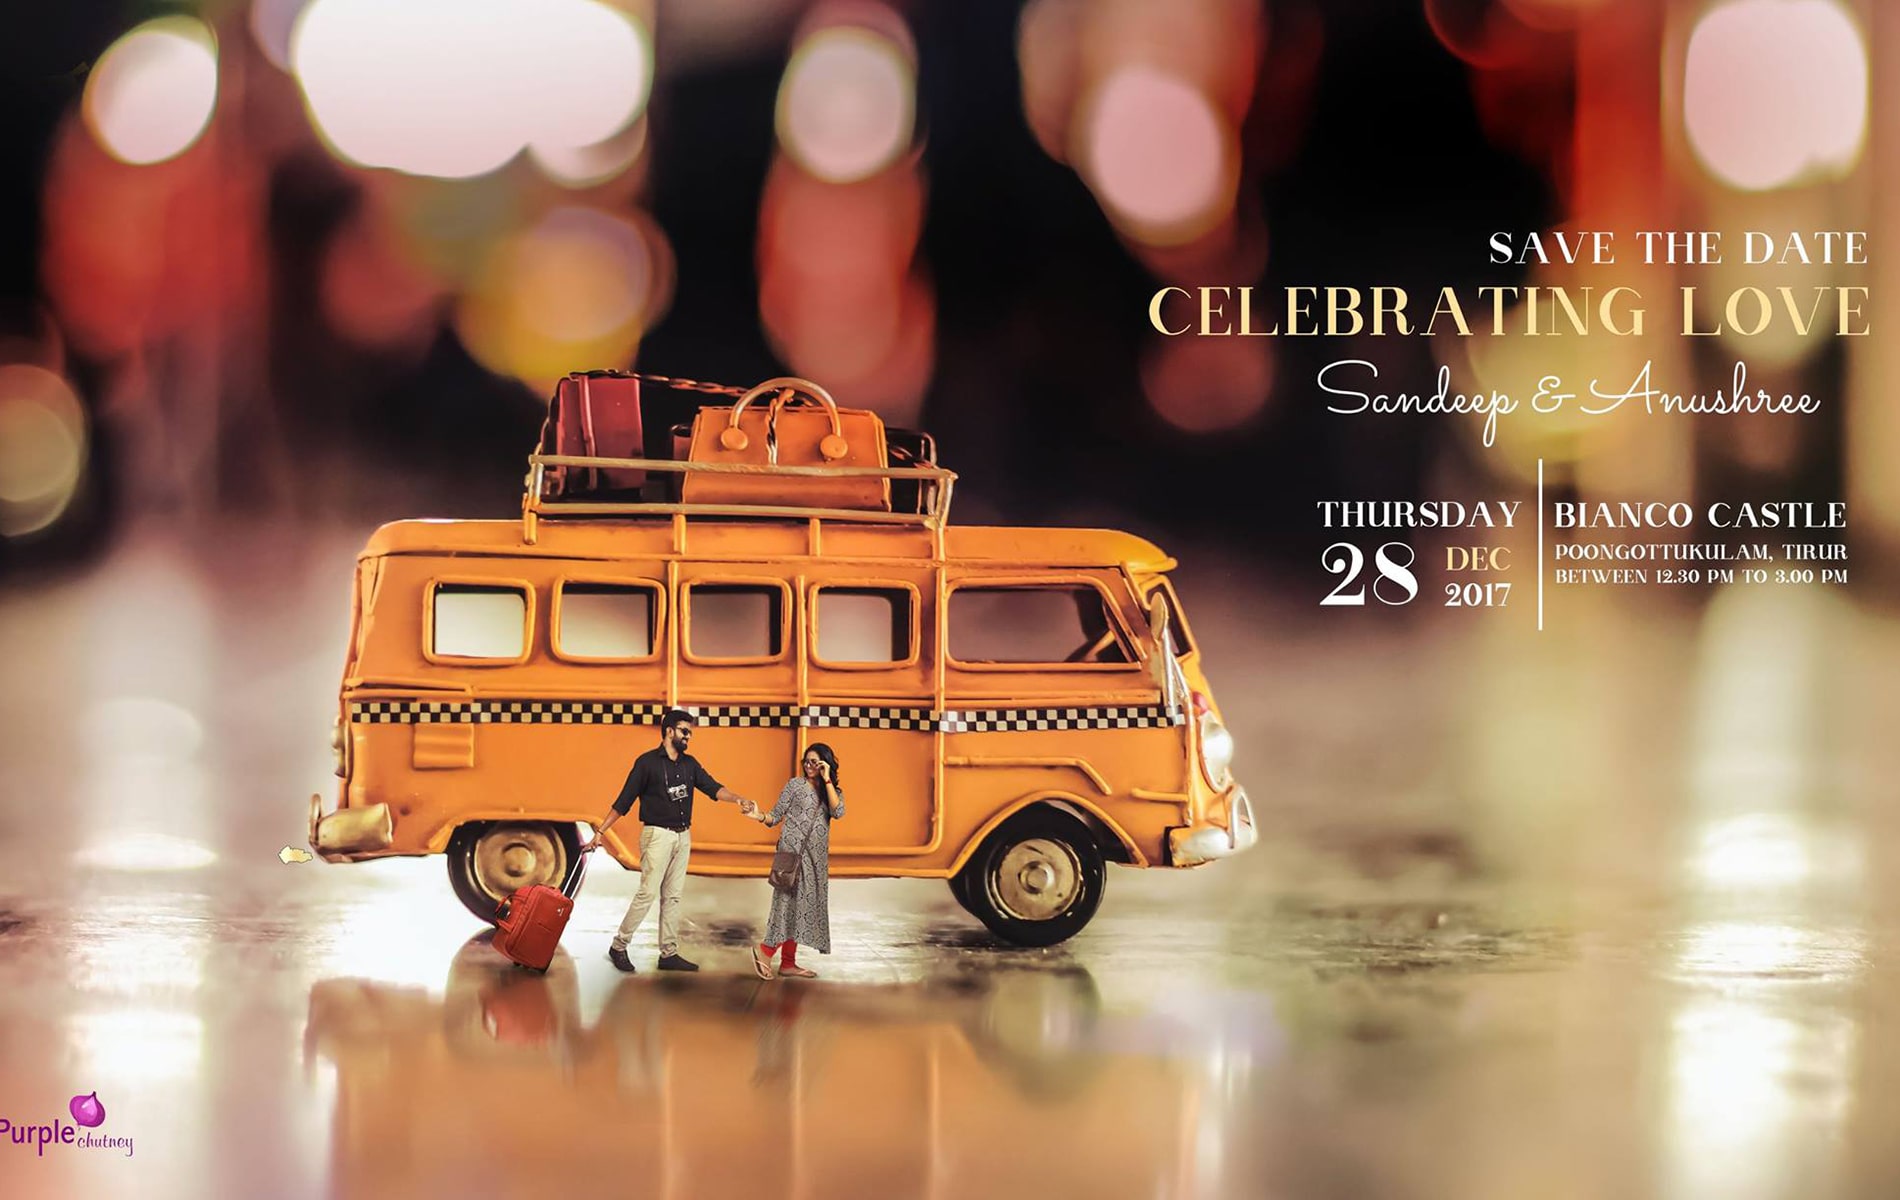 SAVE THE DATE
CELEBRATING LOVE
Sandeep & Anushree
THURSDAY
28 DEC
2017
BIANCO CASTLE
POONGOTTUKULAM, TIRUR
BETWEEN 12.30 PM TO 3.00 PM
Purple chutney